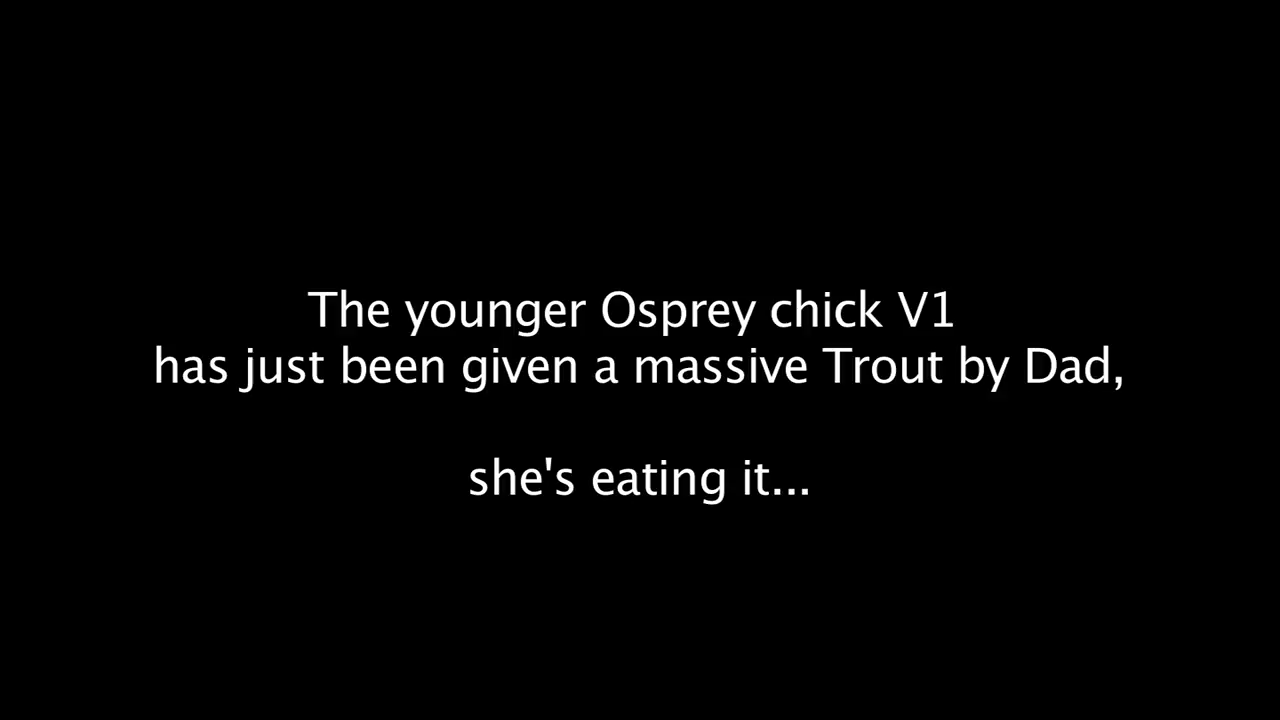 The younger Osprey chick V1
has just been given a massive Trout by Dad,
she's eating it...